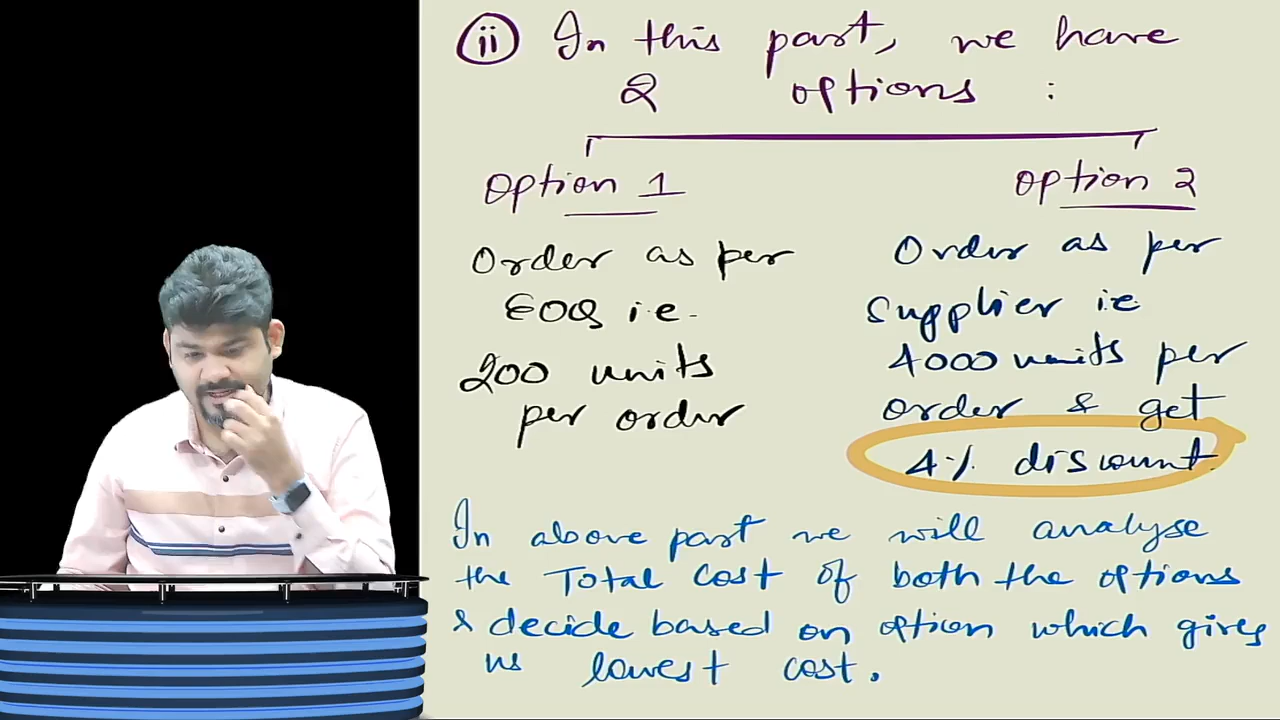 ii In this part, we have
2 options :
Option 1
Order as per
EOQ i.e.
200 units
per order
Option 2
Order as per
supplier i.e
4000 units per
order & get
4% discount.
In above part we will analyse
the Total cost of both the options
& decide based on option which gives
us lowest cost.